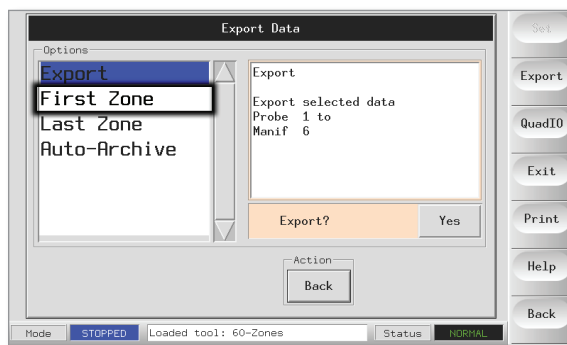 Export Data
Options
Export
First Zone
Last Zone
Auto-Archive
Export
Export selected data
Probe 1 to
Manif 6
Export?
Yes
Action
Back
Set
Export
QuadIO
Exit
Print
Help
Back
Mode STOPPED Loaded tool: 60-Zones Status NORMAL